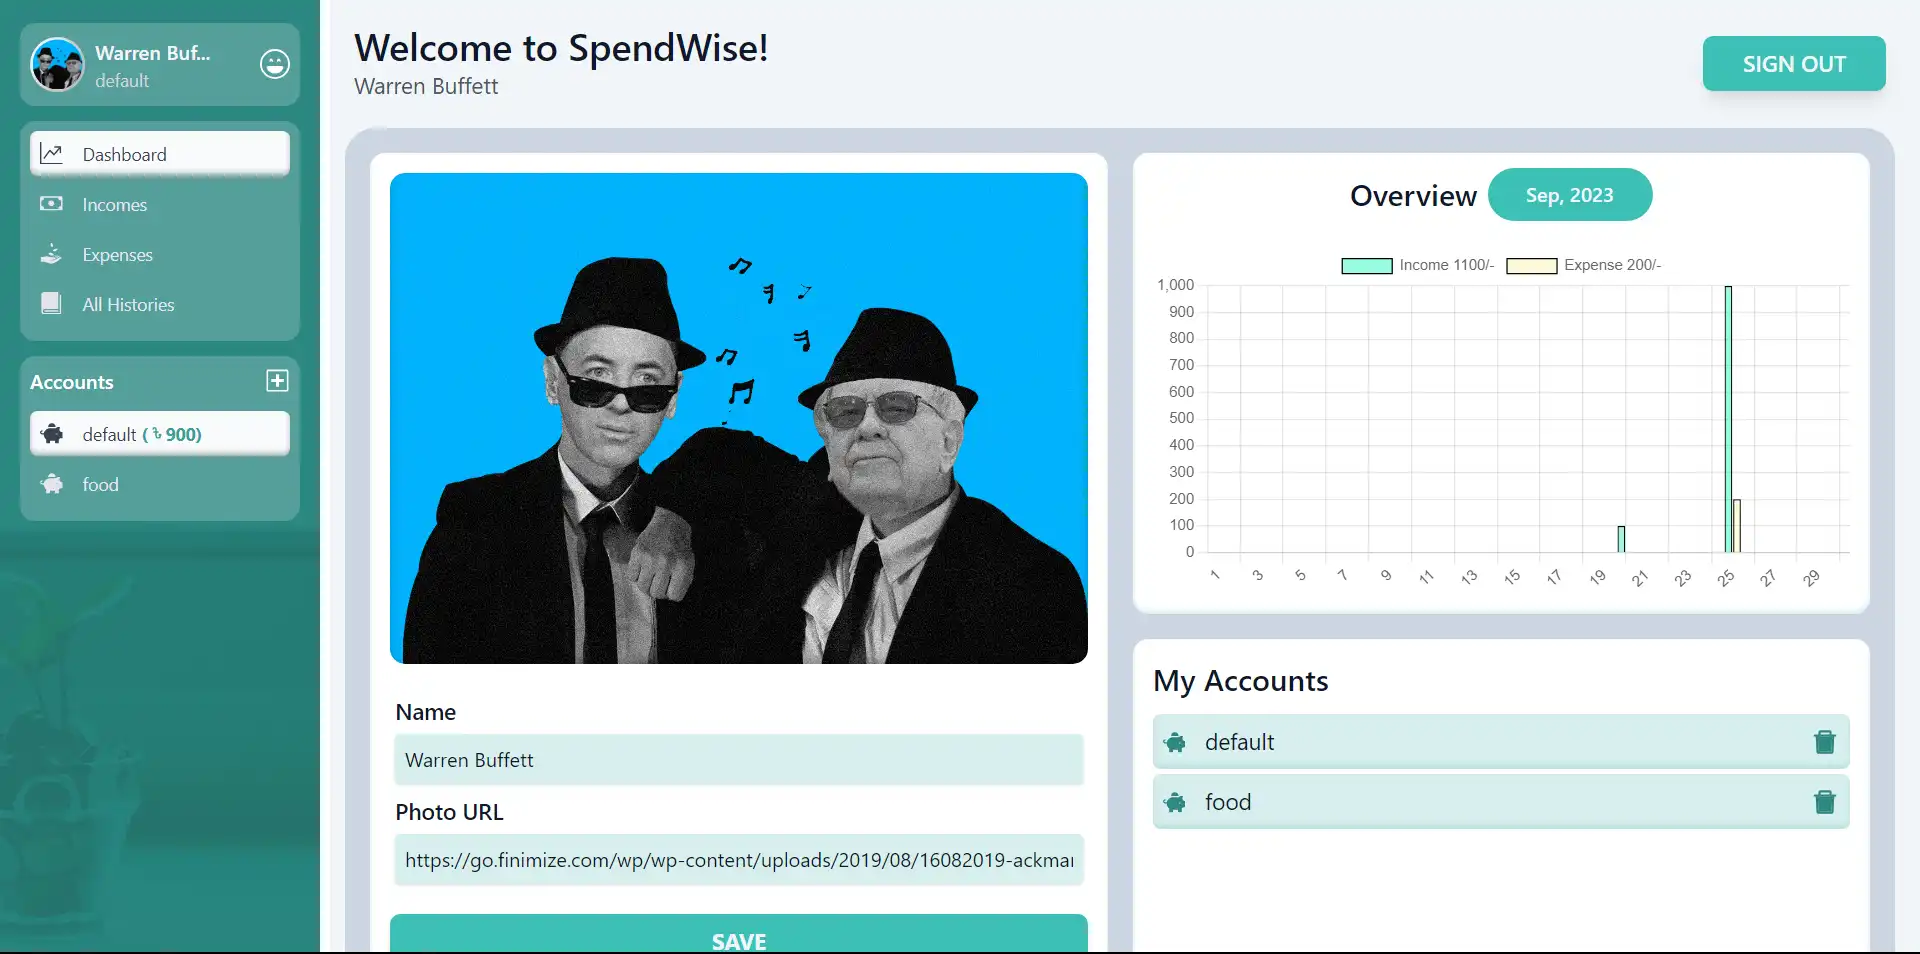 Warren Buf...
default
Dashboard
Incomes
Expenses
All Histories
Accounts
default (৳ 900)
food
Welcome to SpendWise!
Warren Buffett
SIGN OUT
Name
Warren Buffett
Photo URL
https://go.finimize.com/wp/wp-content/uploads/2019/08/16082019-ackmar
SAVE
Overview
Sep, 2023
Income 1100/- Expense 200/-
1,000
900
800
700
600
500
400
300
200
100
0
1 3 5 7 9 11 13 15 17 19 21 23 25 27 29
My Accounts
default
food